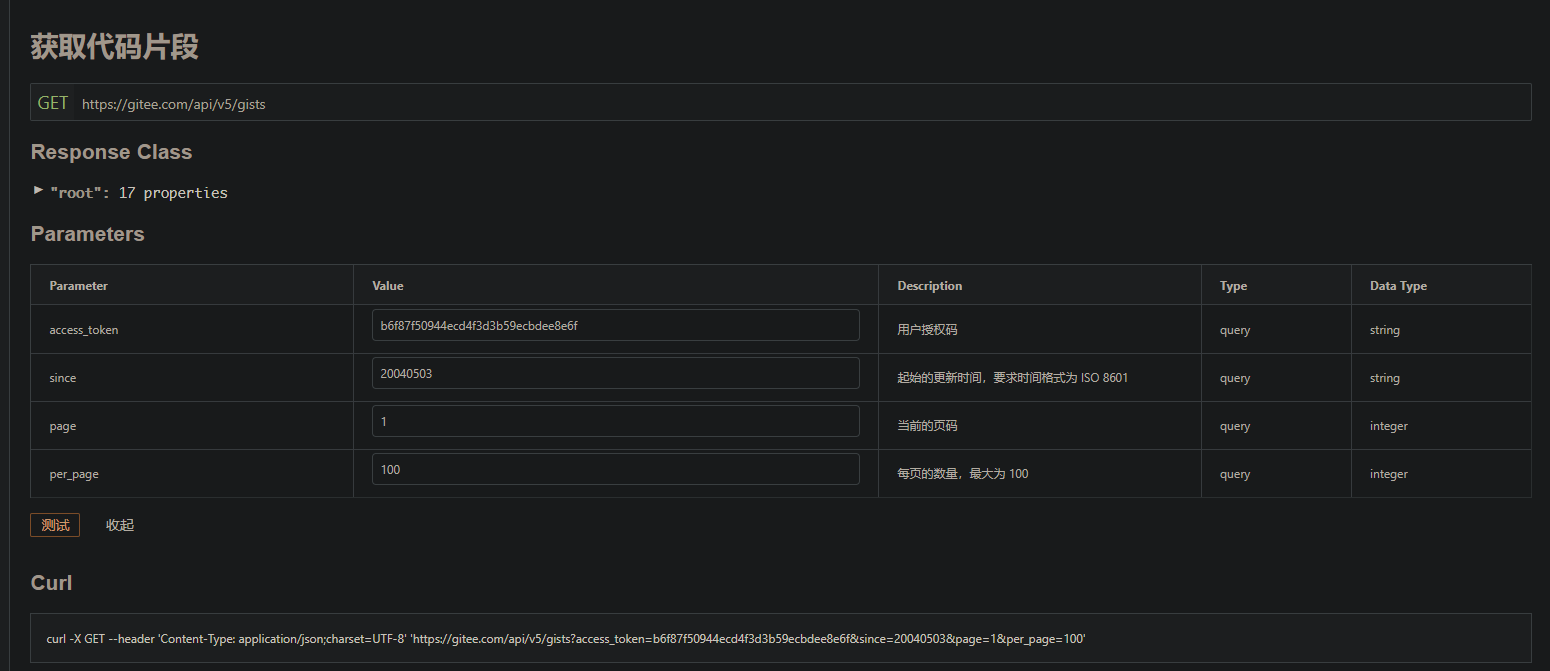 获取代码片段
GET https://gitee.com/api/v5/gists
Response Class
"root": 17 properties
Parameters
Parameter Value Description Type Data Type
access_token b6f87f50944ecd4f3d3b59ecbdee8e6f 用户授权码 query string
since 20040503 起始的更新时间，要求时间格式为 ISO 8601 query string
page 1 当前的页码 query integer
per_page 100 每页的数量，最大为 100 query integer
测试 收起
Curl
curl -X GET --header 'Content-Type: application/json;charset=UTF-8' 'https://gitee.com/api/v5/gists?access_token=b6f87f50944ecd4f3d3b59ecbdee8e6f&since=20040503&page=1&per_page=100'